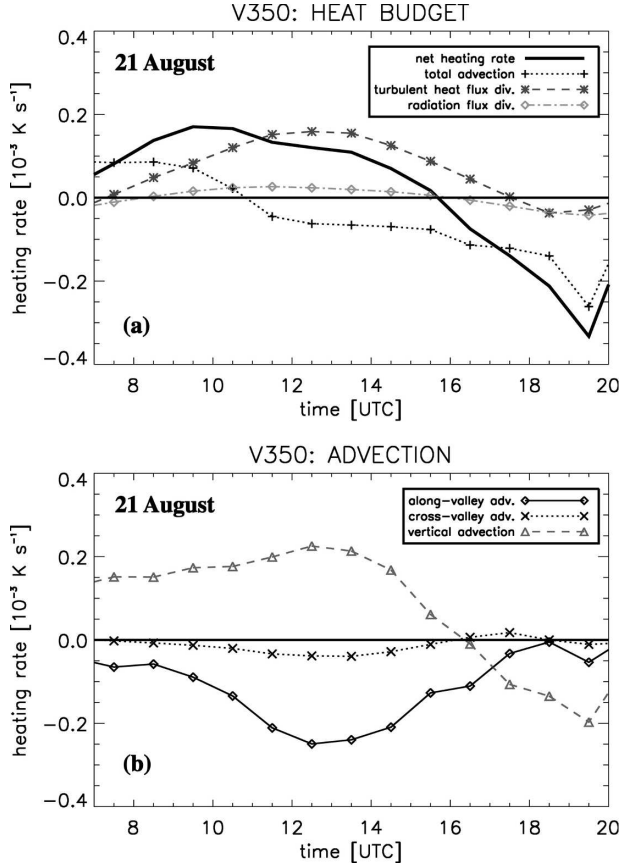 V350: HEAT BUDGET
0.4
0.2
0.0
-0.2
-0.4
heating rate [10⁻³ K s⁻¹]
21 August
net heating rate
total advection
turbulent heat flux div.
radiation flux div.
(a)
8 10 12 14 16 18 20
time [UTC]
V350: ADVECTION
0.4
0.2
0.0
-0.2
-0.4
heating rate [10⁻³ K s⁻¹]
21 August
along-valley adv.
cross-valley adv.
vertical advection
(b)
8 10 12 14 16 18 20
time [UTC]